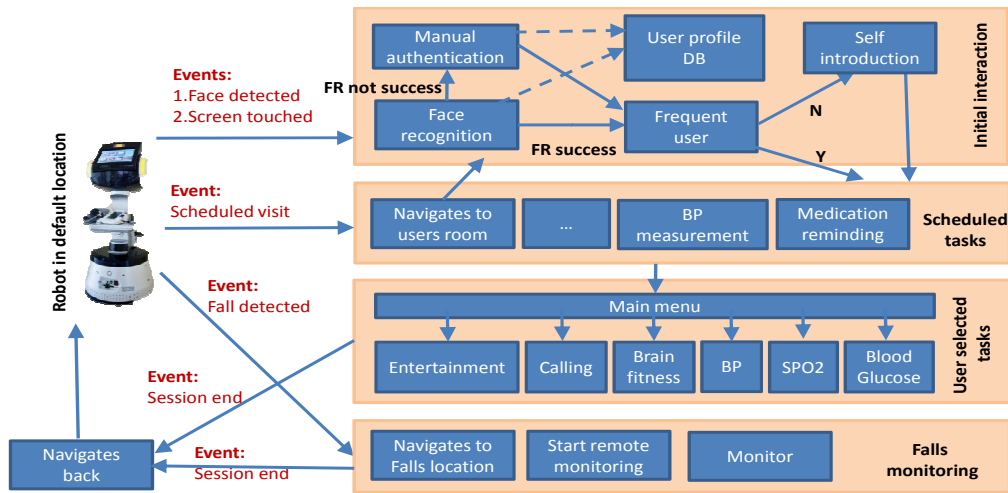 Robot in default location
Events:
1.Face detected
2.Screen touched
Manual
authentication
User profile
DB
Self
introduction
FR not success
Face
recognition
FR success
Frequent
user
N
Y
Initial interaction
Event:
Scheduled visit
Navigates to
users room
...
BP
measurement
Medication
reminding
Scheduled
tasks
Event:
Fall detected
Main menu
Entertainment
Calling
Brain
fitness
BP
SPO2
Blood
Glucose
User selected
tasks
Event:
Session end
Navigates
back
Event:
Session end
Navigates to
Falls location
Start remote
monitoring
Monitor
Falls
monitoring